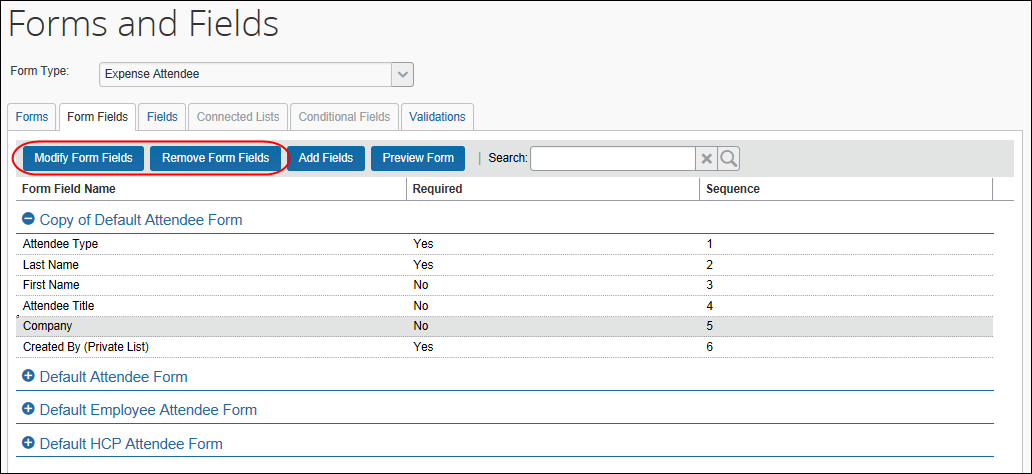 Forms and Fields
Form Type: Expense Attendee
Forms Form Fields Fields Connected Lists Conditional Fields Validations
Modify Form Fields Remove Form Fields Add Fields Preview Form | Search:
Form Field Name Required Sequence
Copy of Default Attendee Form
Attendee Type Yes 1
Last Name Yes 2
First Name No 3
Attendee Title No 4
Company No 5
Created By (Private List) Yes 6
Default Attendee Form
Default Employee Attendee Form
Default HCP Attendee Form